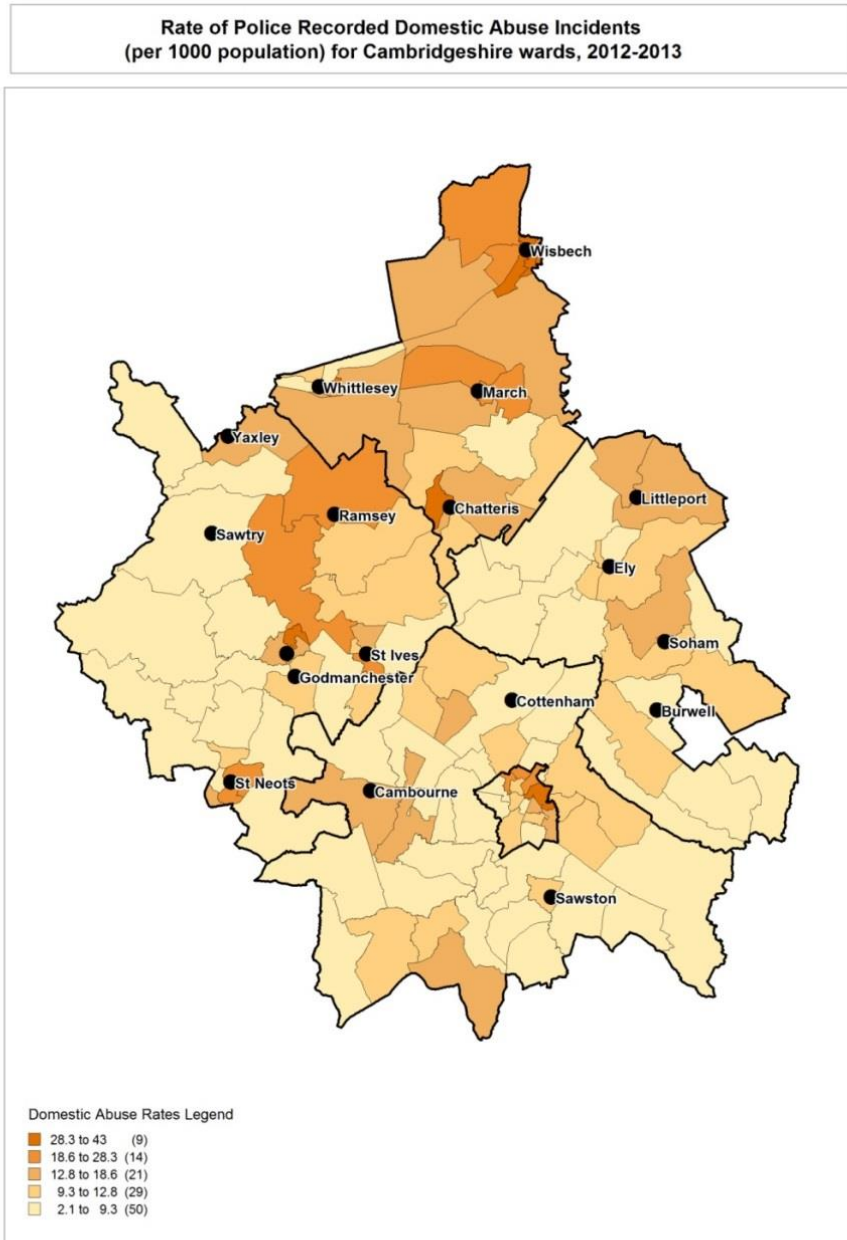 Rate of Police Recorded Domestic Abuse Incidents
(per 1000 population) for Cambridgeshire wards, 2012-2013
Wisbech
Whittlesey
March
Yaxley
Littleport
Chatteris
Ramsey
Sawtry
Ely
Soham
St Ives
Godmanchester
Cottenham
Burwell
St Neots
Cambourne
Sawston
Domestic Abuse Rates Legend
28.3 to 43 (9)
18.6 to 28.3 (14)
12.8 to 18.6 (21)
9.3 to 12.8 (29)
2.1 to 9.3 (50)